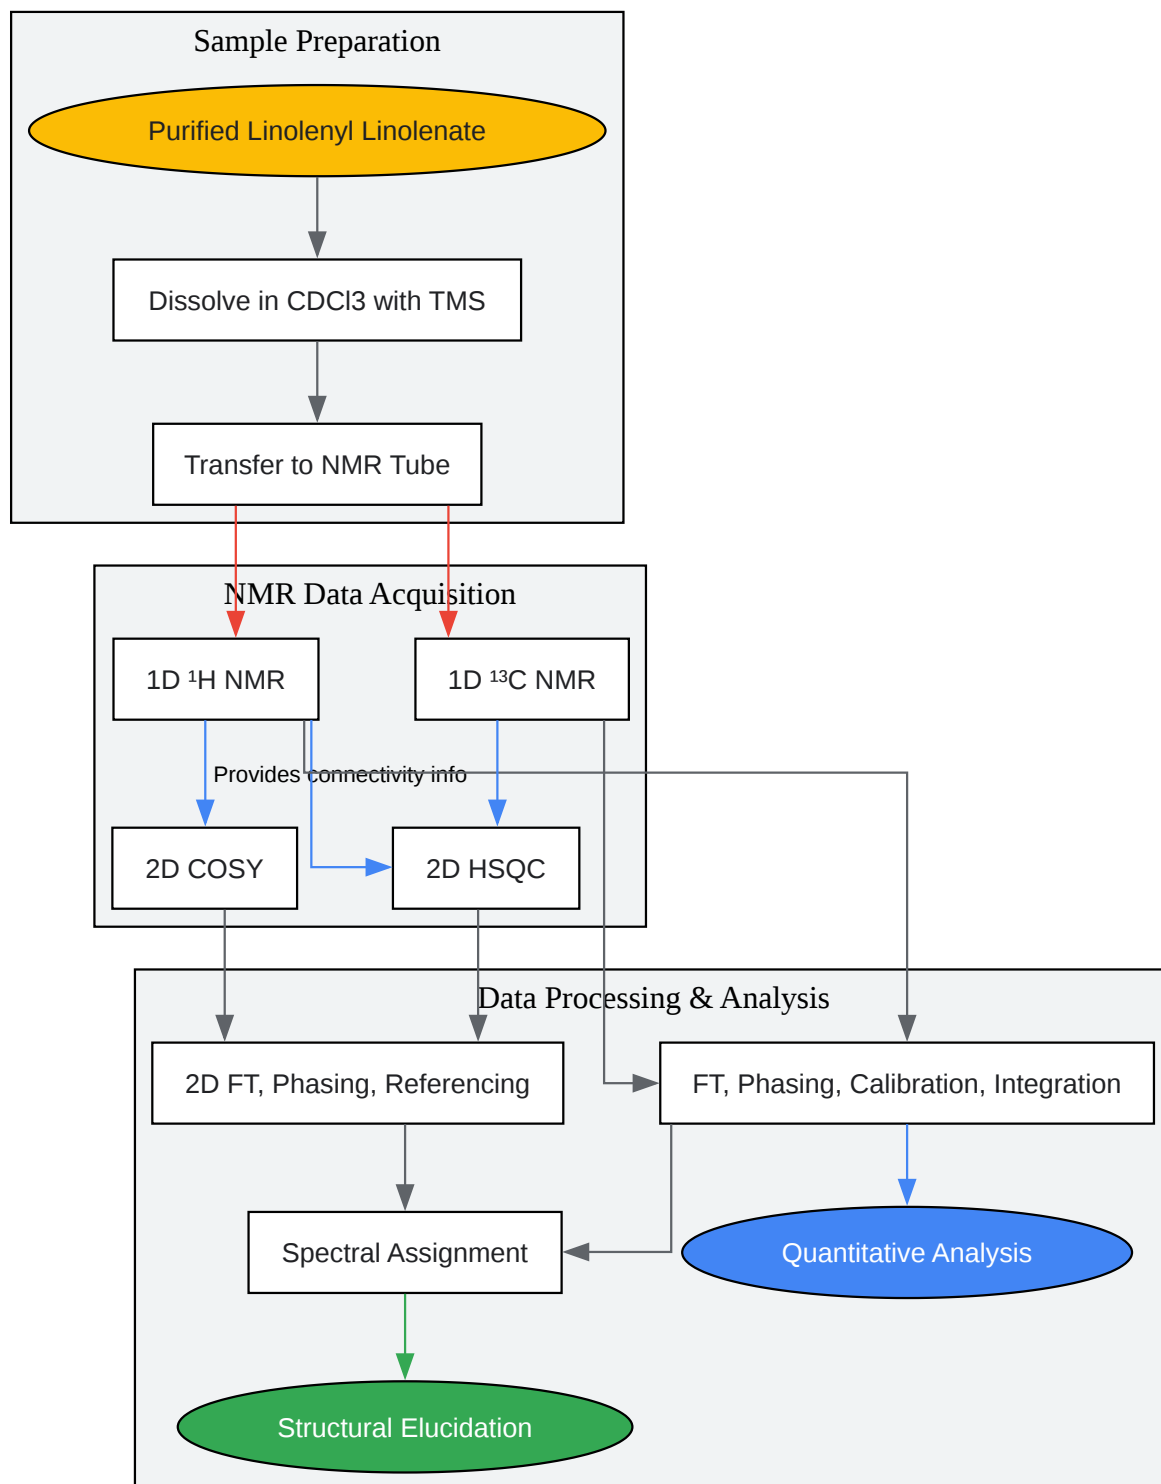 Sample Preparation
Purified Linolenyl Linolenate
Dissolve in CDCl3 with TMS
Transfer to NMR Tube
NMR Data Acquisition
1D ¹H NMR
1D ¹³C NMR
Provides connectivity info
2D COSY
2D HSQC
Data Processing & Analysis
2D FT, Phasing, Referencing
FT, Phasing, Calibration, Integration
Spectral Assignment
Quantitative Analysis
Structural Elucidation